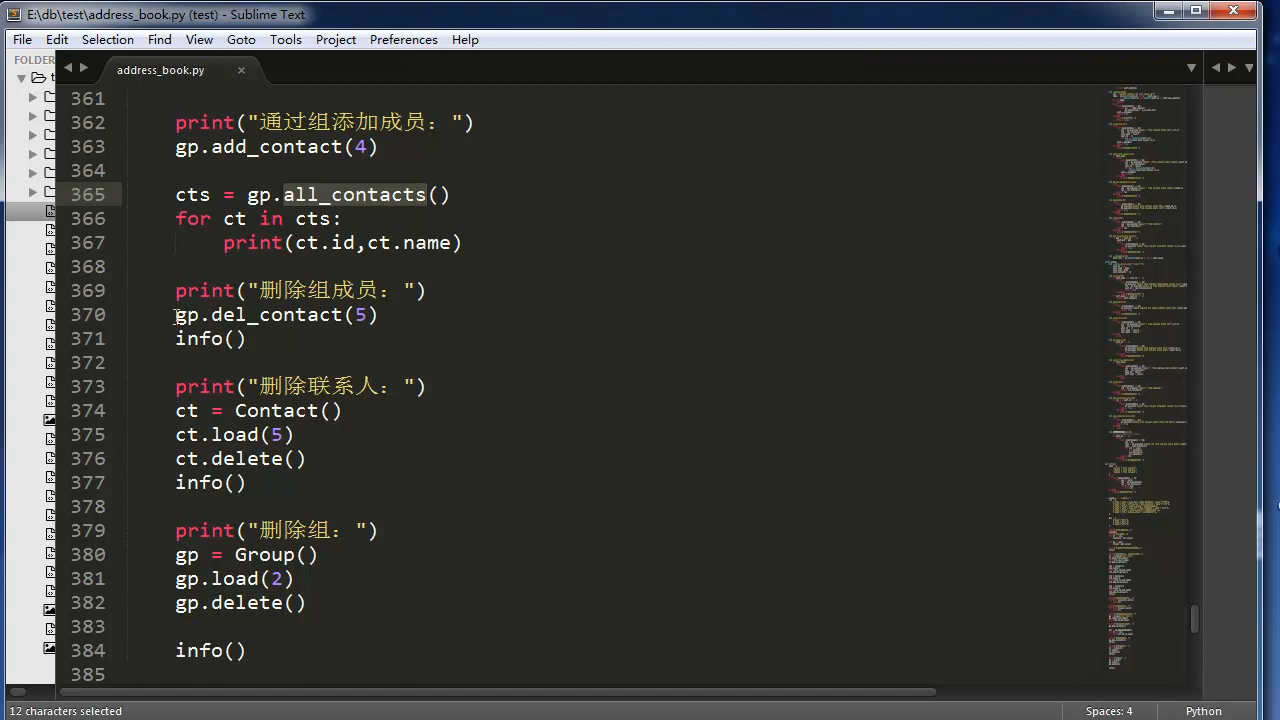 E:\db\test\address_book.py (test) - Sublime Text
File Edit Selection Find View Goto Tools Project Preferences Help
FOLDER
address_book.py ×
361
362 print("通过组添加成员: ")
363 gp.add_contact(4)
364
365 cts = gp.all_contacts()
366 for ct in cts:
367 print(ct.id,ct.name)
368
369 print("删除组成员: ")
370 gp.del_contact(5)
371 info()
372
373 print("删除联系人: ")
374 ct = Contact()
375 ct.load(5)
376 ct.delete()
377 info()
378
379 print("删除组: ")
380 gp = Group()
381 gp.load(2)
382 gp.delete()
383
384 info()
385
12 characters selected Spaces: 4 Python